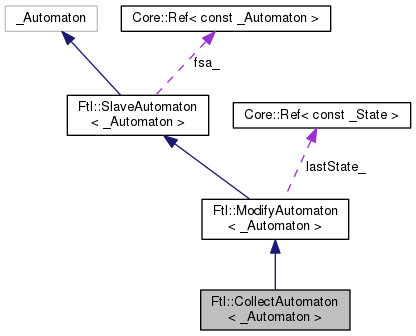 _Automaton
Core::Ref< const _Automaton >
fsa_
Ftl::SlaveAutomaton
< _Automaton >
Core::Ref< const _State >
lastState_
Ftl::ModifyAutomaton
< _Automaton >
Ftl::CollectAutomaton
< _Automaton >